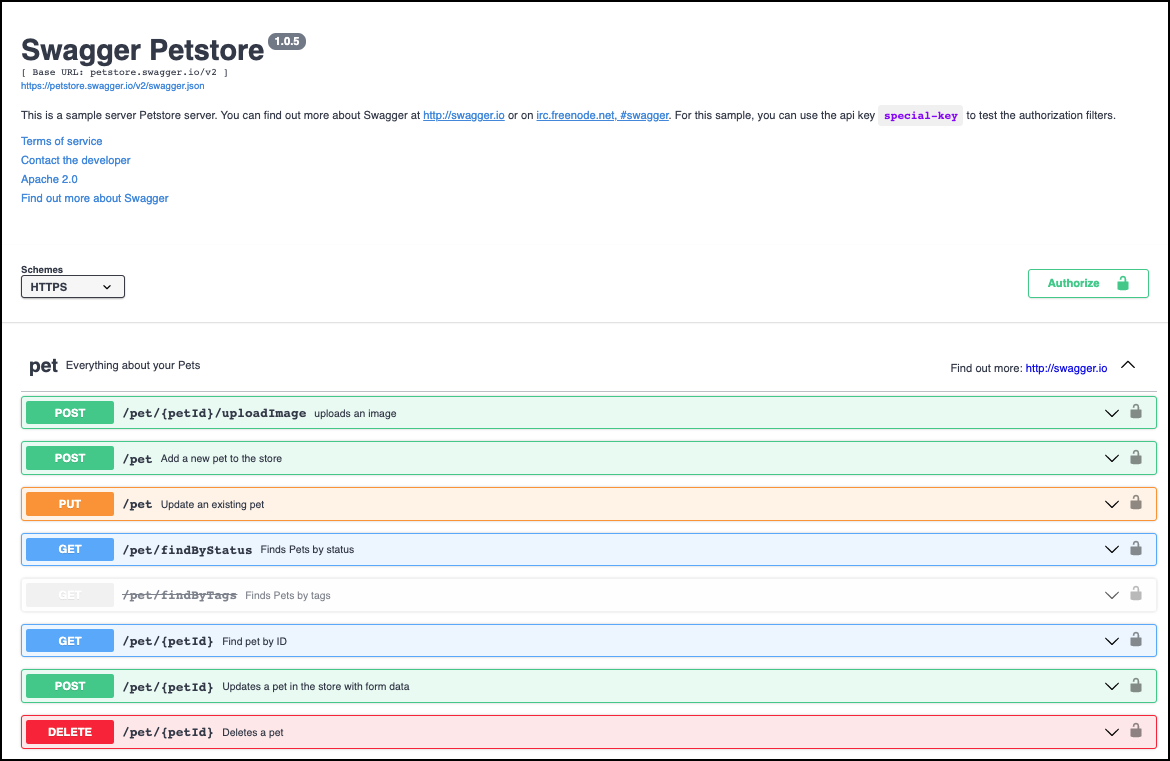 Swagger Petstore 1.0.5
[ Base URL: petstore.swagger.io/v2 ]
https://petstore.swagger.io/v2/swagger.json
This is a sample server Petstore server. You can find out more about Swagger at http://swagger.io or on irc.freenode.net, #swagger. For this sample, you can use the api key special-key to test the authorization filters.
Terms of service
Contact the developer
Apache 2.0
Find out more about Swagger
Schemes
HTTPS
Authorize
pet Everything about your Pets
Find out more: http://swagger.io
POST /pet/{petId}/uploadImage uploads an image
POST /pet Add a new pet to the store
PUT /pet Update an existing pet
GET /pet/findByStatus Finds Pets by status
GET /pet/findByTags Finds Pets by tags
GET /pet/{petId} Find pet by ID
POST /pet/{petId} Updates a pet in the store with form data
DELETE /pet/{petId} Deletes a pet